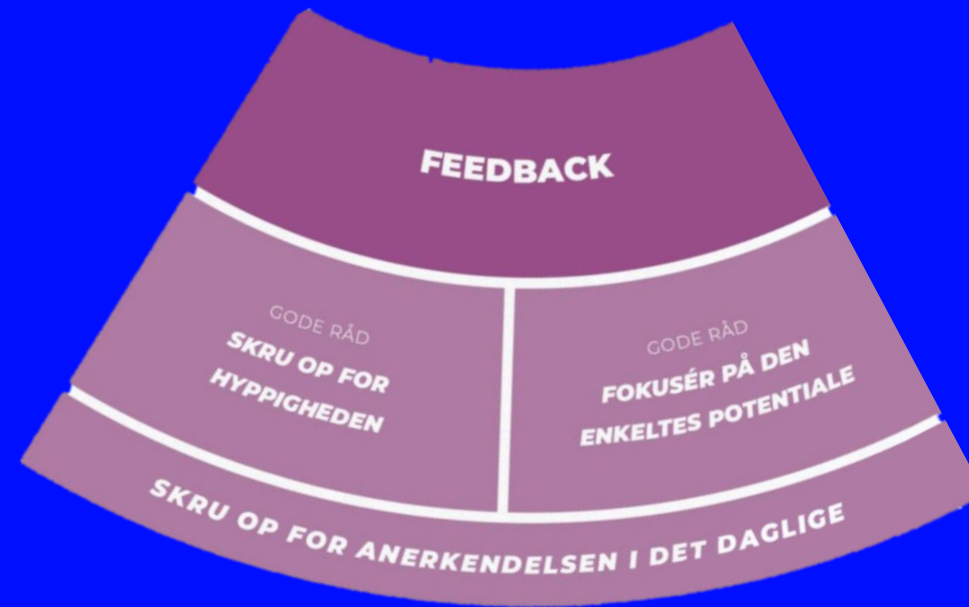 FEEDBACK
GODE RÅD
SKRU OP FOR
HYPPIGHEDEN
GODE RÅD
FOKUSÉR PÅ DEN
ENKELTES POTENTIALE
SKRU OP FOR ANERKENDELSEN I DET DAGLIGE